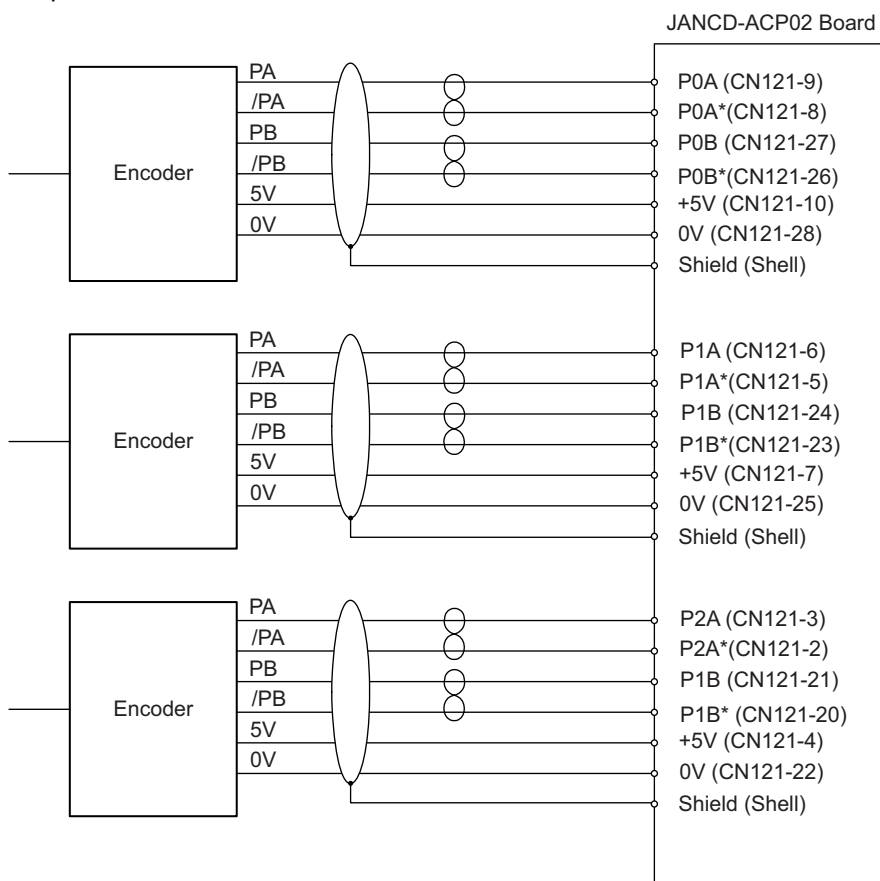 JANCD-ACP02 Board
Encoder
PA
/PA
PB
/PB
5V
0V
P0A (CN121-9)
P0A*(CN121-8)
P0B (CN121-27)
P0B*(CN121-26)
+5V (CN121-10)
0V (CN121-28)
Shield (Shell)
Encoder
PA
/PA
PB
/PB
5V
0V
P1A (CN121-6)
P1A*(CN121-5)
P1B (CN121-24)
P1B*(CN121-23)
+5V (CN121-7)
0V (CN121-25)
Shield (Shell)
Encoder
PA
/PA
PB
/PB
5V
0V
P2A (CN121-3)
P2A*(CN121-2)
P1B (CN121-21)
P1B* (CN121-20)
+5V (CN121-4)
0V (CN121-22)
Shield (Shell)